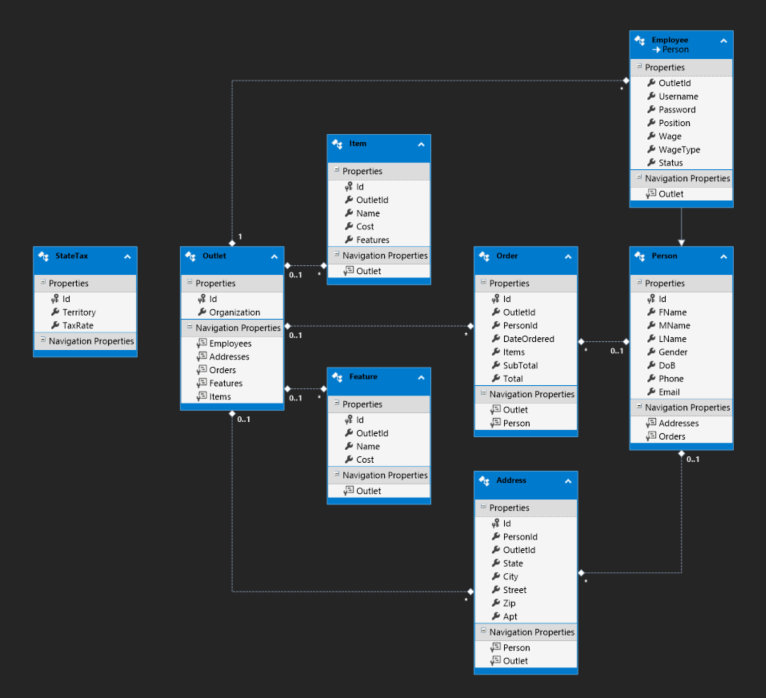 Employee
Person
Properties
OutletId
Username
Password
Position
Wage
WageType
Status
Navigation Properties
Outlet
*
Item
Properties
Id
OutletId
Name
Cost
Features
Navigation Properties
Outlet
1
0..1
*
StateTax
Properties
Id
Territory
TaxRate
Navigation Properties
Outlet
Properties
Id
Organization
Navigation Properties
Employees
Addresses
Orders
Features
Items
0..1
*
0..1
*
0..1
Order
Properties
Id
OutletId
PersonId
DateOrdered
Items
SubTotal
Total
Navigation Properties
Outlet
Person
*
0..1
Person
Properties
Id
FName
MName
LName
Gender
DoB
Phone
Email
Navigation Properties
Addresses
Orders
0..1
Feature
Properties
Id
OutletId
Name
Cost
Navigation Properties
Outlet
Address
Properties
Id
PersonId
OutletId
State
City
Street
Zip
Apt
Navigation Properties
Person
Outlet
*
*